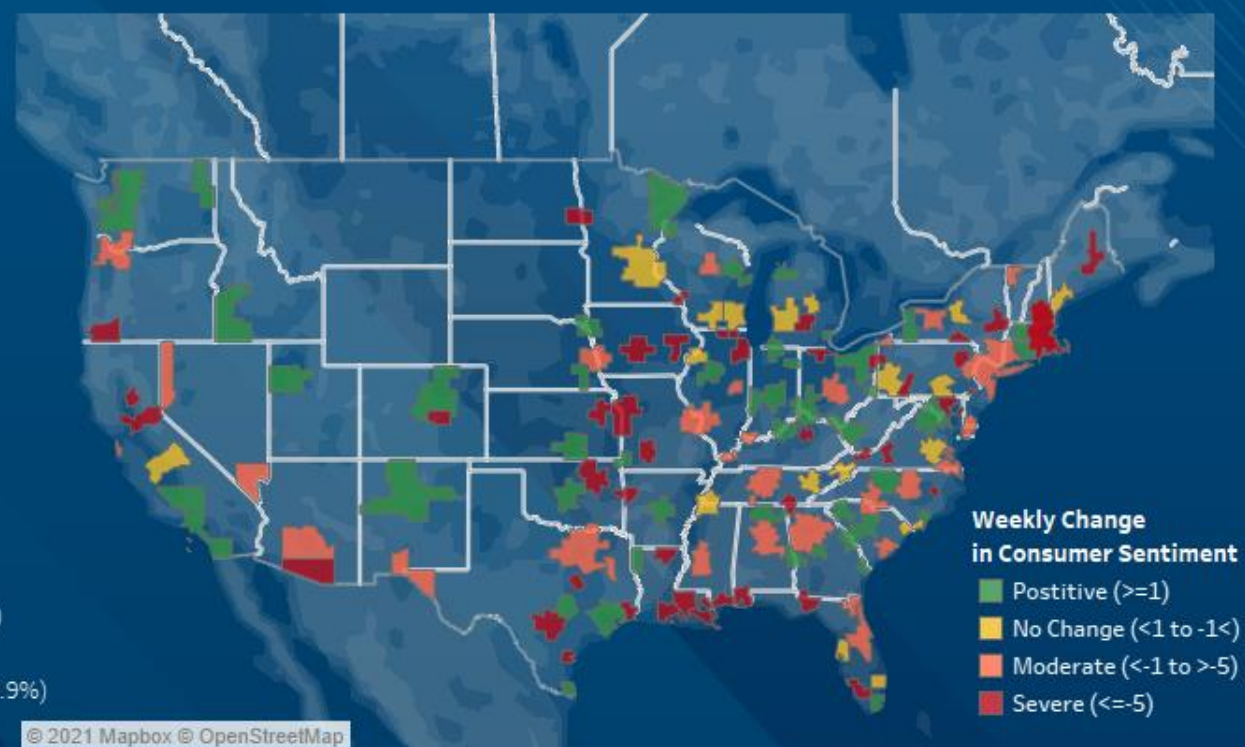 )
.9%)
© 2021 Mapbox © OpenStreetMap
Weekly Change
in Consumer Sentiment
Postitive (>=1)
No Change (<1 to -1<)
Moderate (<-1 to >-5)
Severe (<=-5)